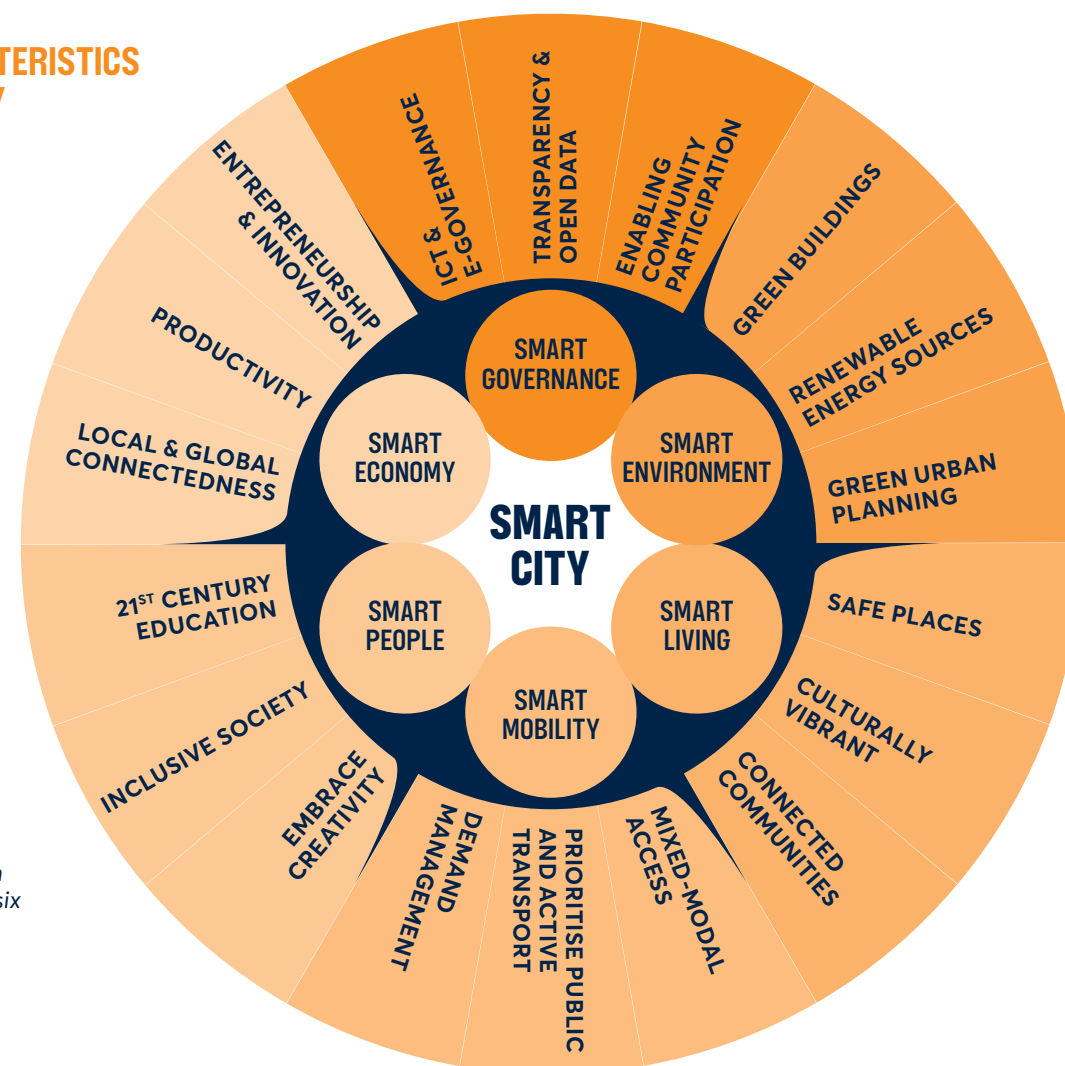 TERISTICS
SMART
CITY
SMART
GOVERNANCE
ICT &
E-GOVERNANCE
TRANSPARENCY &
OPEN DATA
ENABLING
COMMUNITY
PARTICIPATION
SMART
ENVIRONMENT
GREEN BUILDINGS
RENEWABLE
ENERGY SOURCES
GREEN URBAN
PLANNING
SMART
LIVING
SAFE PLACES
CULTURALLY
VIBRANT
CONNECTED
COMMUNITIES
SMART
MOBILITY
MIXED-MODAL
ACCESS
PRIORITISE PUBLIC
AND ACTIVE
TRANSPORT
DEMAND
MANAGEMENT
SMART
PEOPLE
EMBRACE
CREATIVITY
INCLUSIVE SOCIETY
21ST CENTURY
EDUCATION
SMART
ECONOMY
LOCAL & GLOBAL
CONNECTEDNESS
PRODUCTIVITY
ENTREPRENEURSHIP
& INNOVATION
six